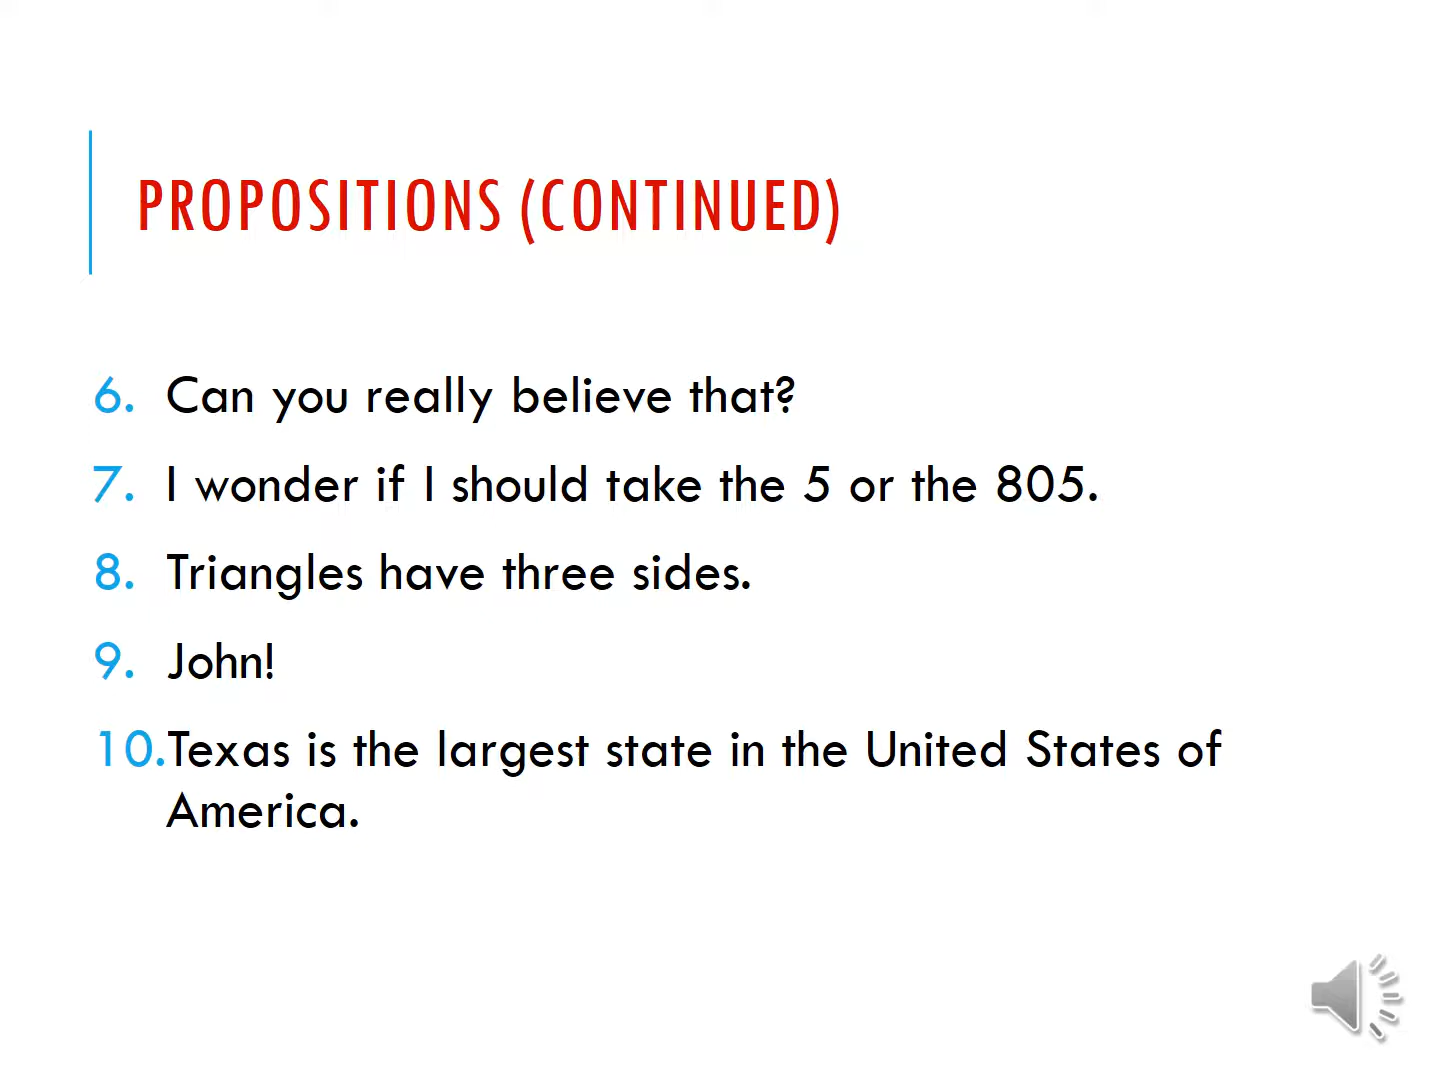 PROPOSITIONS (CONTINUED)
6. Can you really believe that?
7. I wonder if I should take the 5 or the 805.
8. Triangles have three sides.
9. John!
10. Texas is the largest state in the United States of
America.